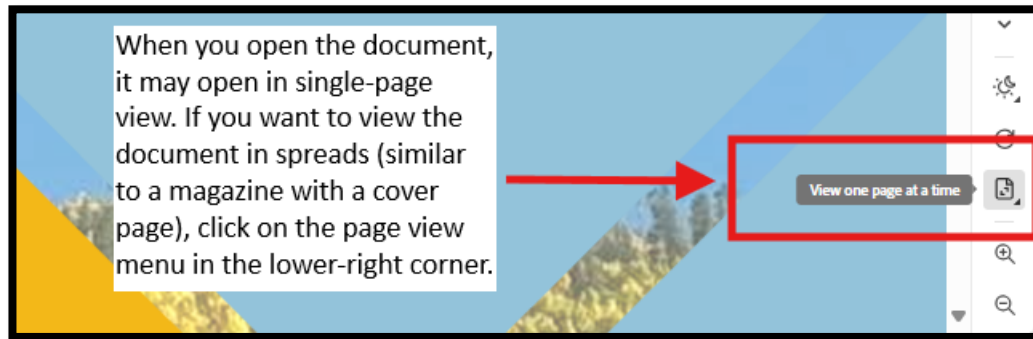 When you open the document,
it may open in single-page
view. If you want to view the
document in spreads (similar
to a magazine with a cover
page), click on the page view
menu in the lower-right corner.
View one page at a time